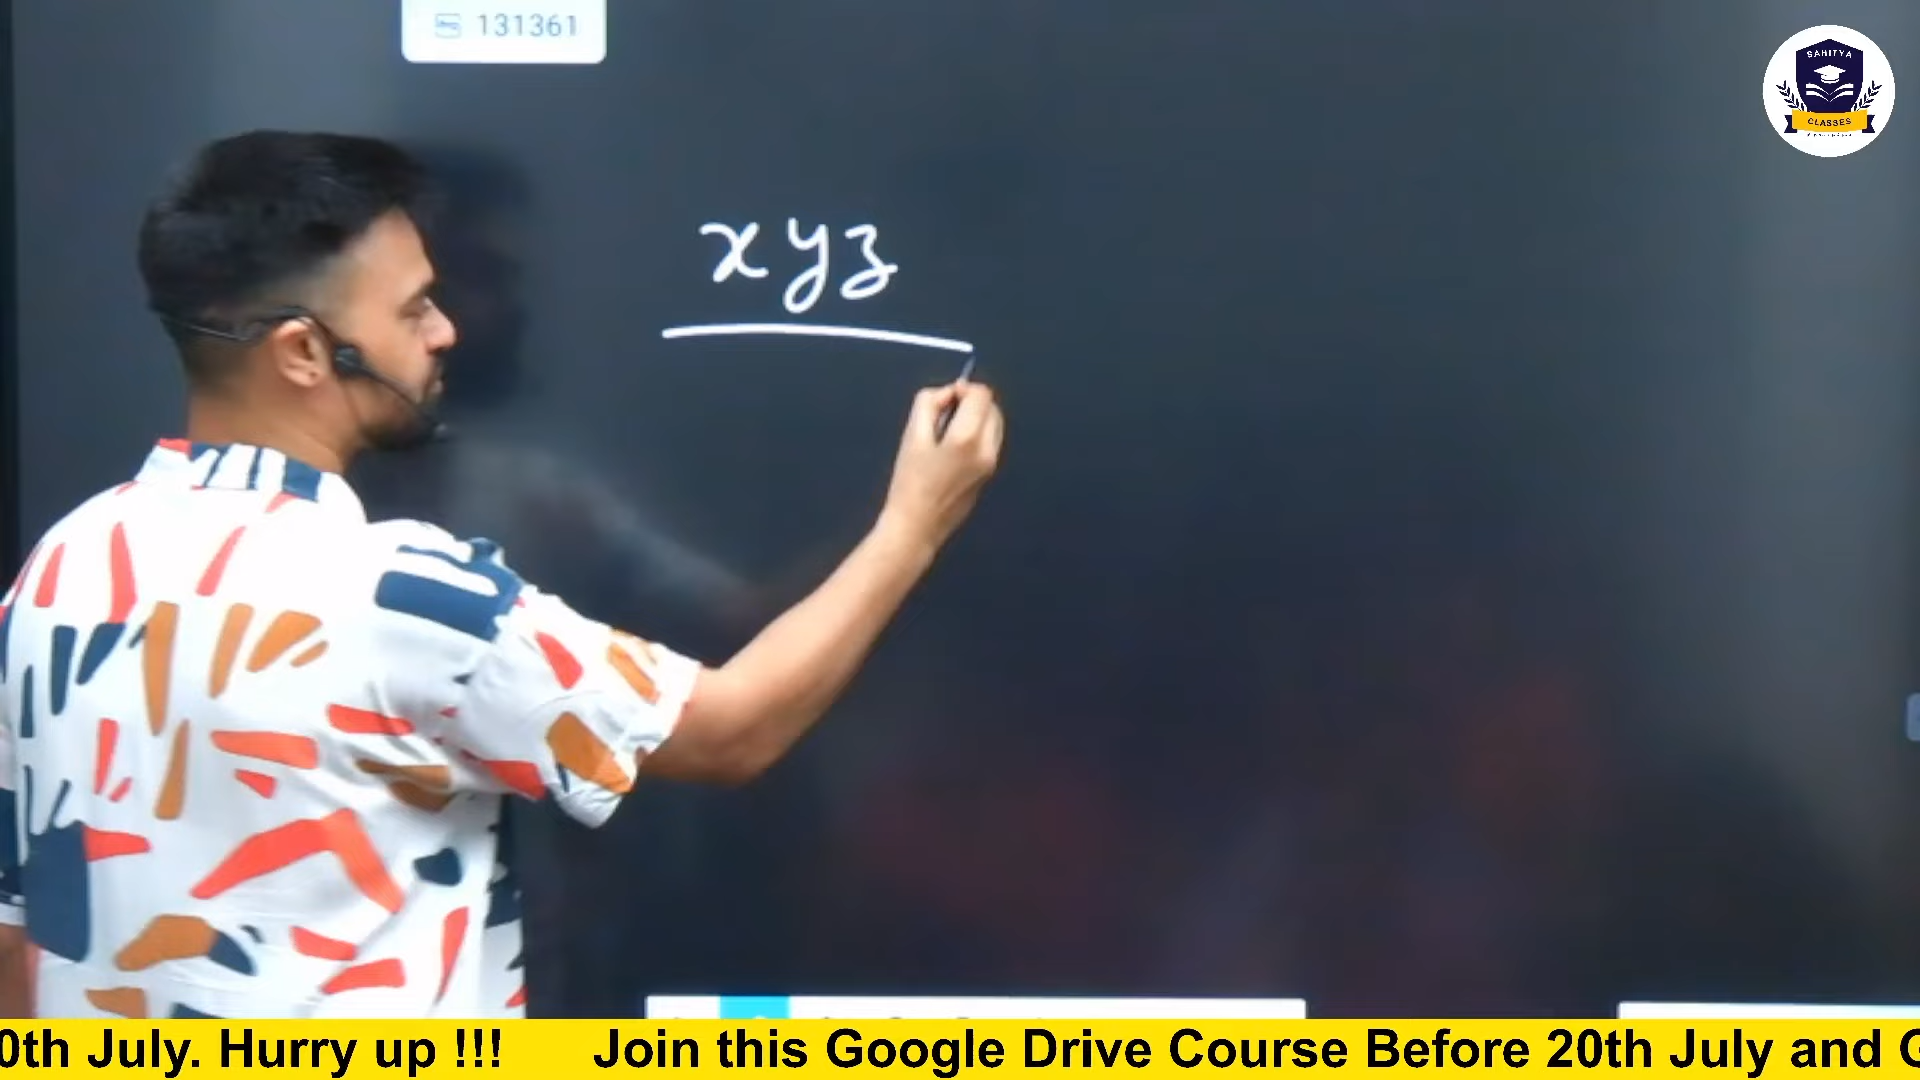 131361
SAHITYA
CLASSES
xyz
0th July. Hurry up !!! Join this Google Drive Course Before 20th July and G